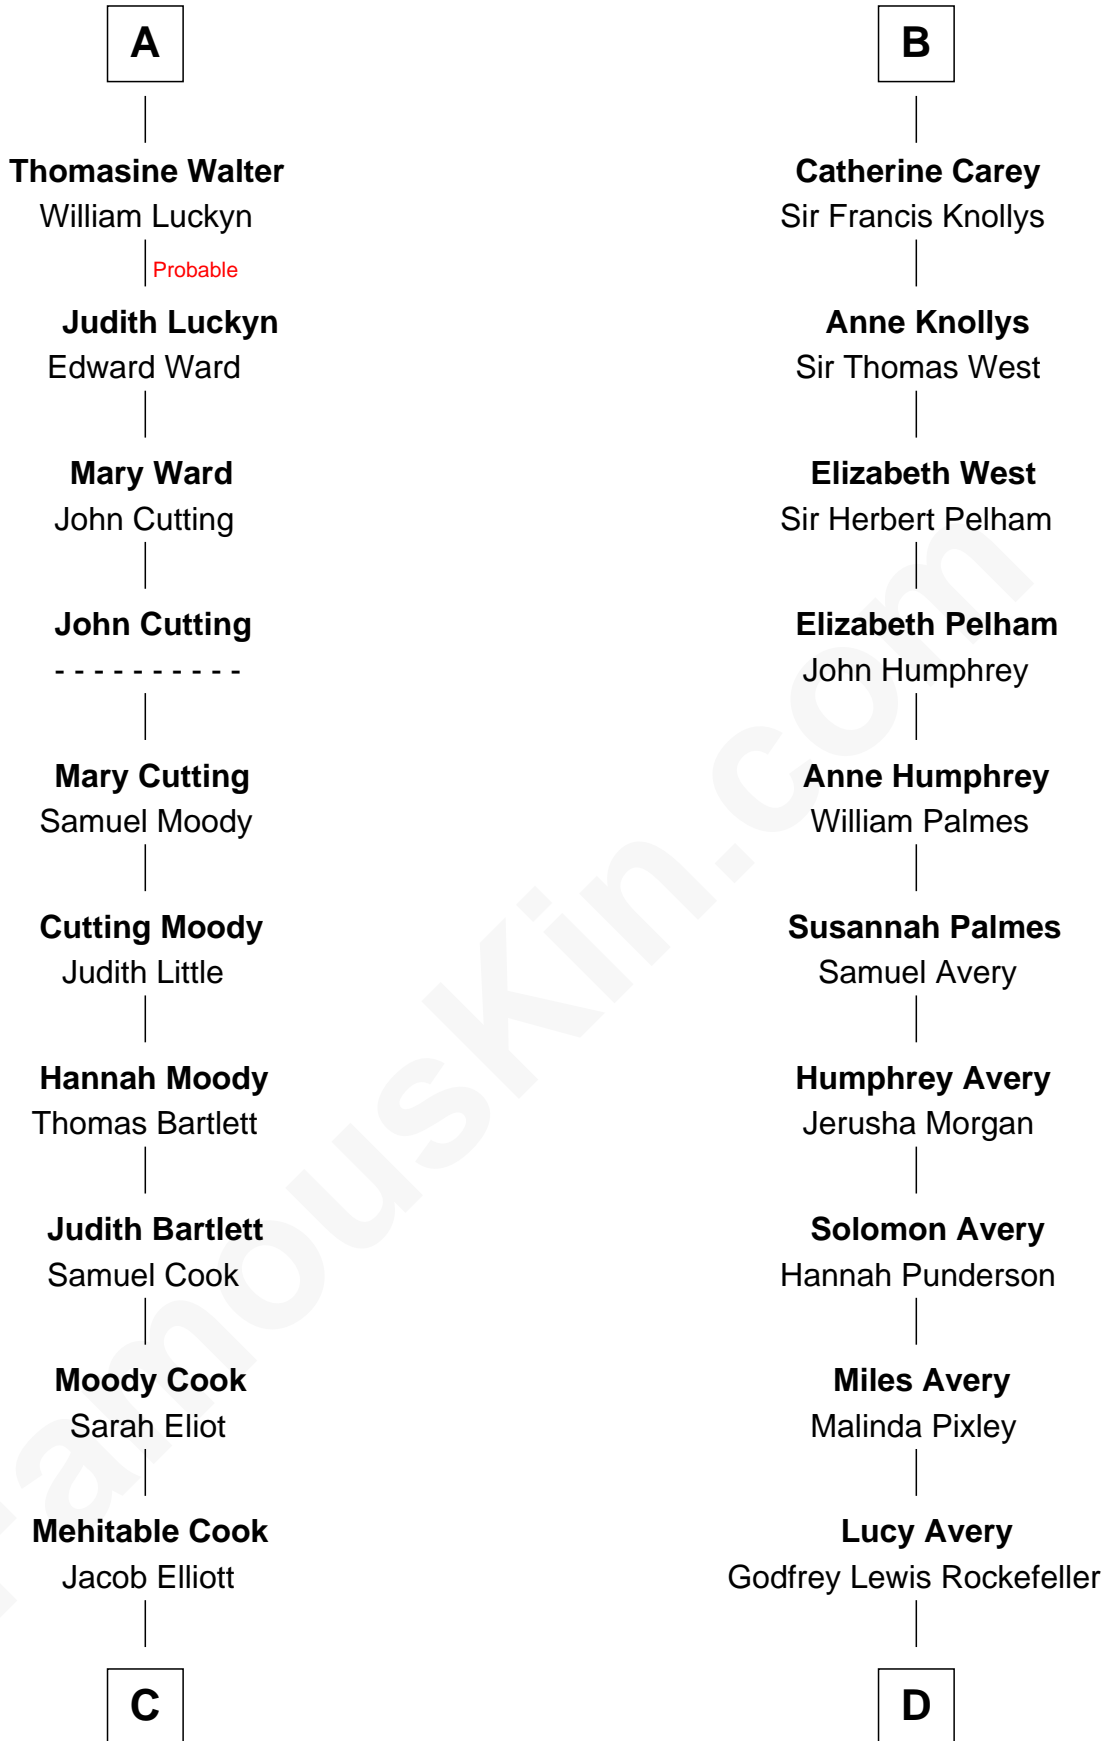 A
Thomasine Walter
William Luckyn
Probable
Judith Luckyn
Edward Ward
Mary Ward
John Cutting
John Cutting
- - - - - - - - - -
Mary Cutting
Samuel Moody
Cutting Moody
Judith Little
Hannah Moody
Thomas Bartlett
Judith Bartlett
Samuel Cook
Moody Cook
Sarah Eliot
Mehitable Cook
Jacob Elliott
C
B
Catherine Carey
Sir Francis Knollys
Anne Knollys
Sir Thomas West
Elizabeth West
Sir Herbert Pelham
Elizabeth Pelham
John Humphrey
Anne Humphrey
William Palmes
Susannah Palmes
Samuel Avery
Humphrey Avery
Jerusha Morgan
Solomon Avery
Hannah Punderson
Miles Avery
Malinda Pixley
Lucy Avery
Godfrey Lewis Rockefeller
D
FamousKin.com